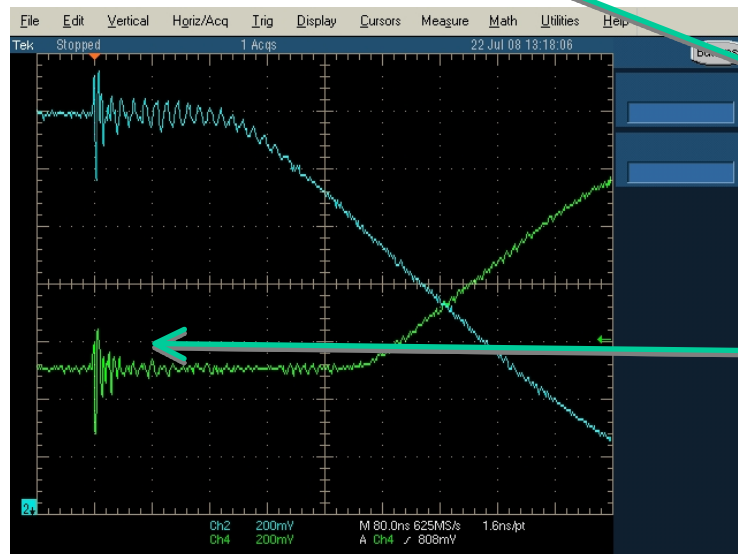 File Edit Vertical Horiz/Acq Trig Display Cursors Measure Math Utilities Help
Tek Stopped 1 Acqs 22 Jul 08 13:18:06
2
Ch2 200mV M 80.0ns 625MS/s 1.6ns/pt
Ch4 200mV A Ch4 ∕ 808mV